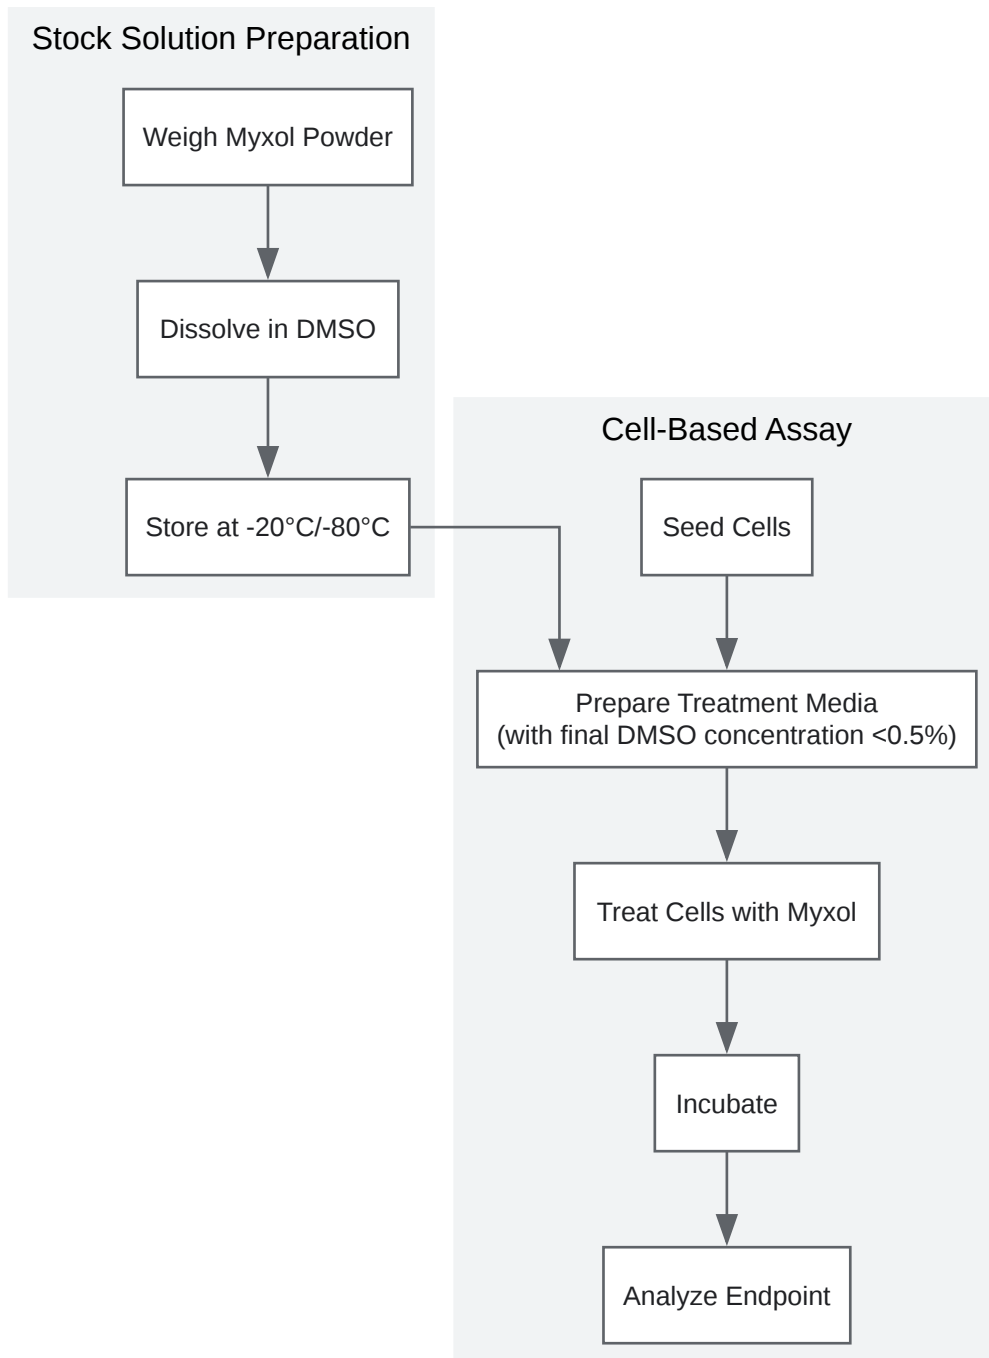 Stock Solution Preparation
Weigh Myxol Powder
Dissolve in DMSO
Store at -20°C/-80°C
Cell-Based Assay
Seed Cells
Prepare Treatment Media
(with final DMSO concentration <0.5%)
Treat Cells with Myxol
Incubate
Analyze Endpoint